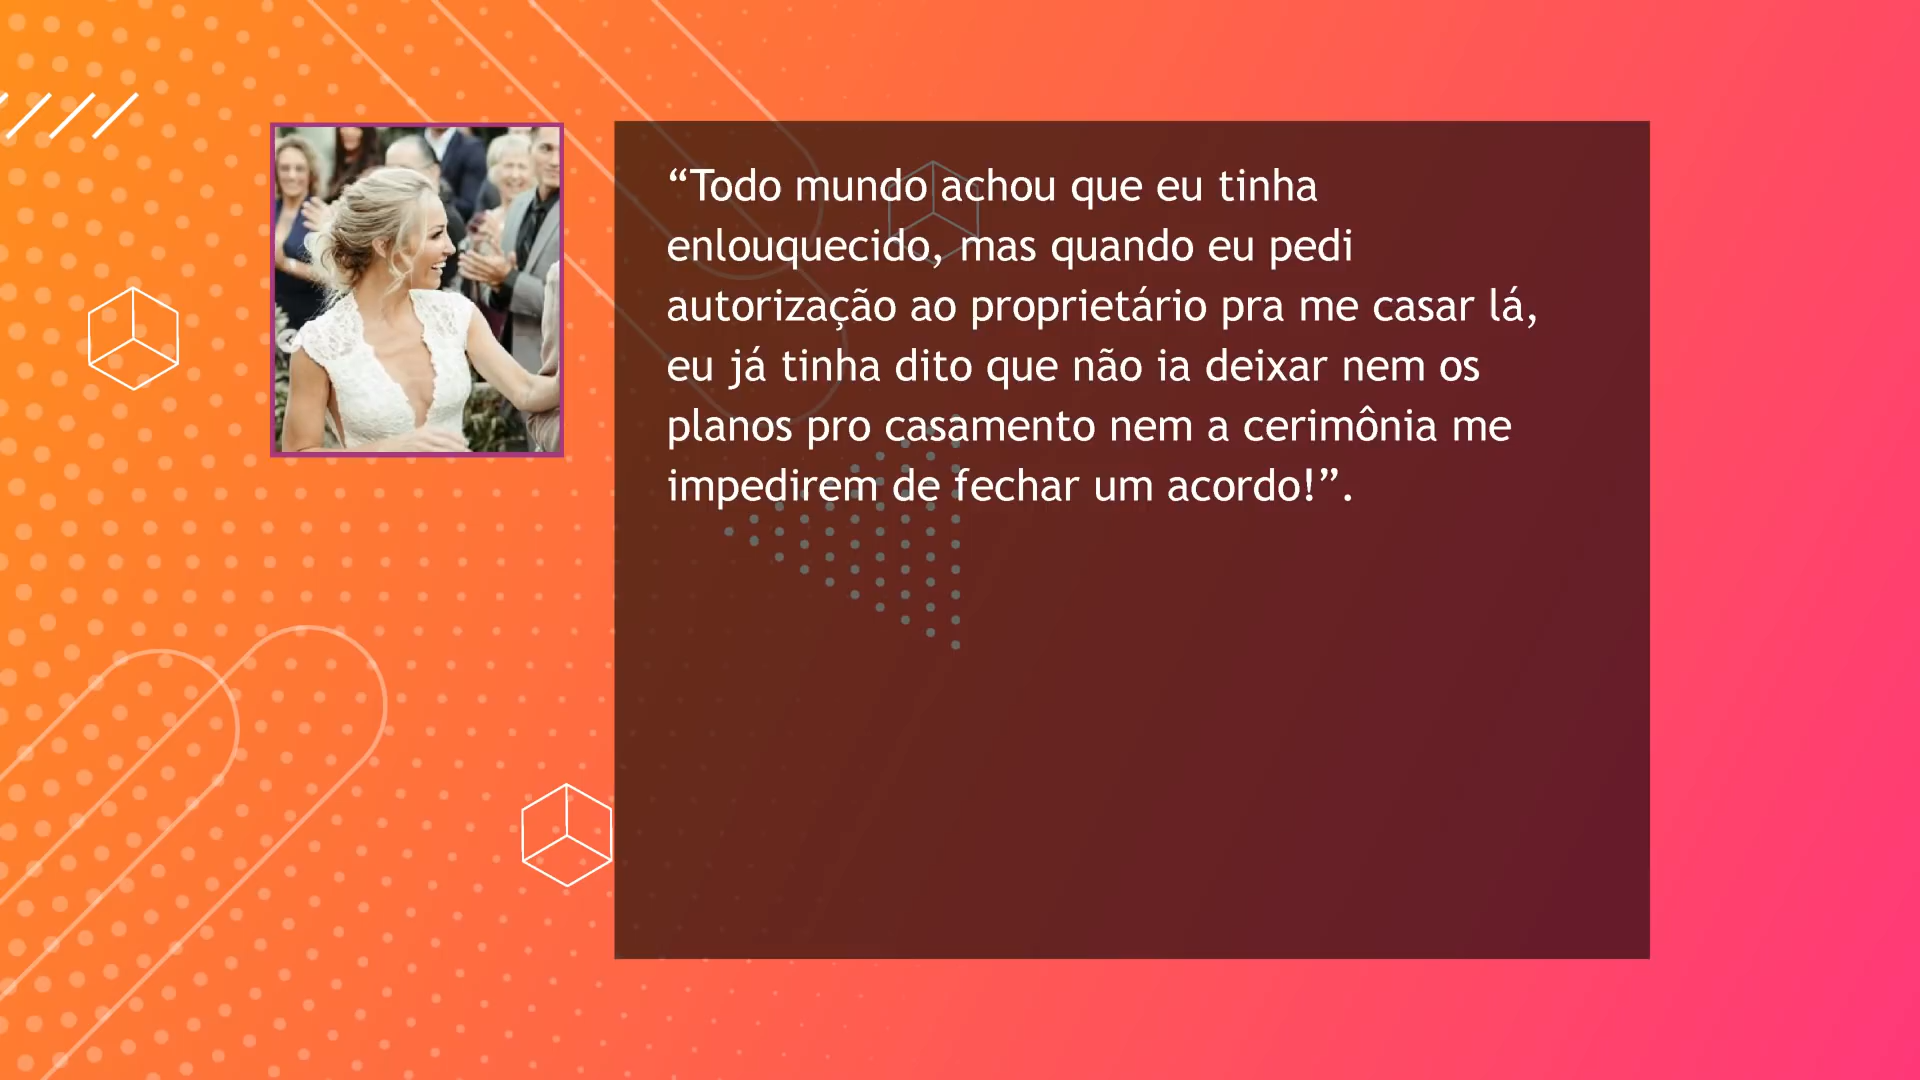 “Todo mundo achou que eu tinha
enlouquecido, mas quando eu pedi
autorização ao proprietário pra me casar lá,
eu já tinha dito que não ia deixar nem os
planos pro casamento nem a cerimônia me
impedirem de fechar um acordo!”.